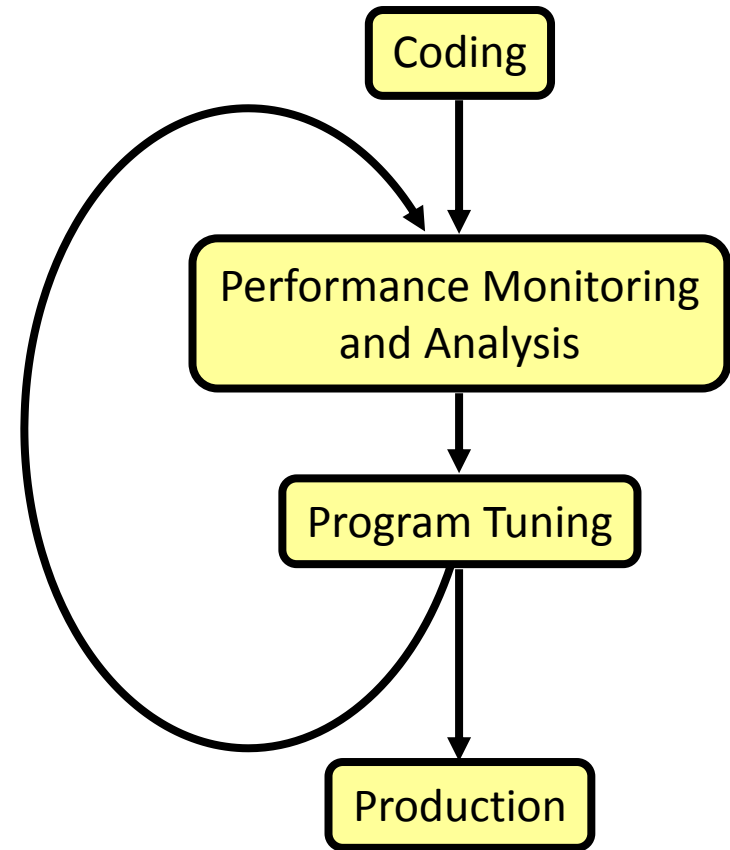 Coding
Performance Monitoring
and Analysis
Program Tuning
Production